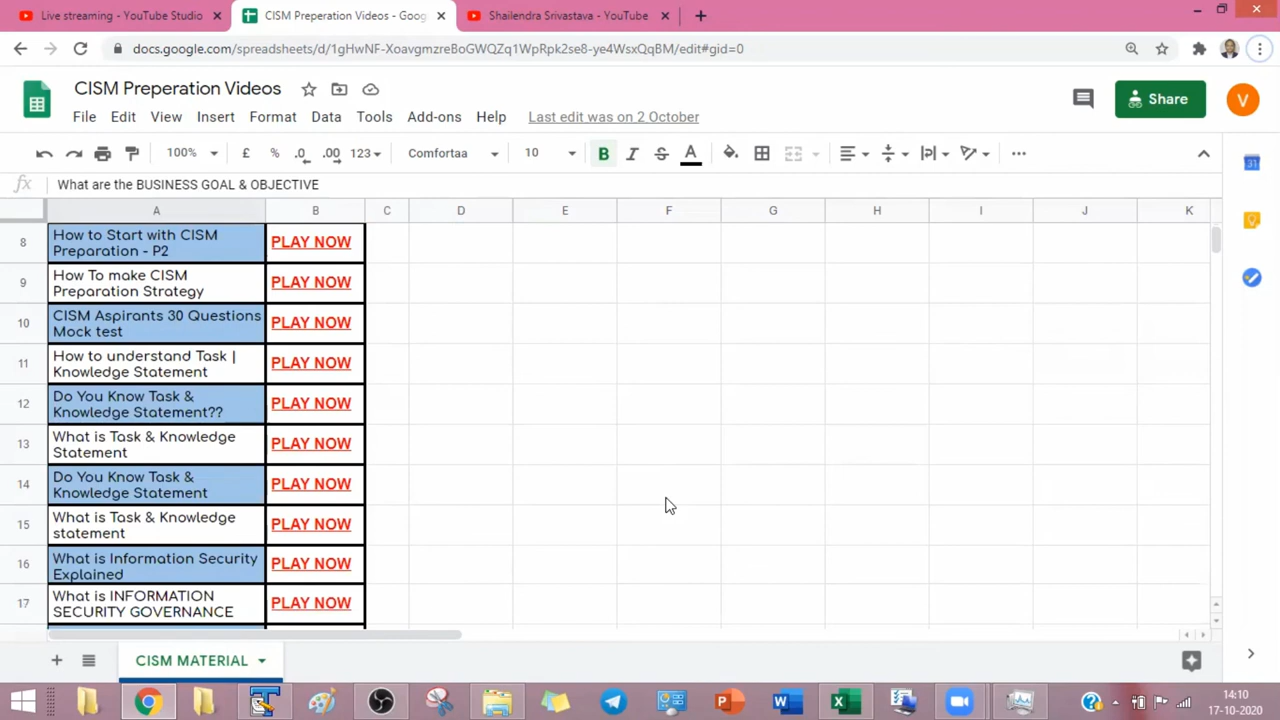 Live streaming - YouTube Studio
CISM Preperation Videos - Goog
Shailendra Srivastava - YouTube
docs.google.com/spreadsheets/d/1gHwNF-XoavgmzreBoGWQZq1WpRpk2se8-ye4WsxQqBM/edit#gid=0
CISM Preperation Videos
Share
V
File Edit View Insert Format Data Tools Add-ons Help Last edit was on 2 October
100% £ % .0 .00 123 Comfortaa 10 B I S A
fx What are the BUSINESS GOAL & OBJECTIVE
31
A B C D E F G H I J K
8 How to Start with CISM PLAY NOW
Preparation - P2
9 How To make CISM PLAY NOW
Preparation Strategy
10 CISM Aspirants 30 Questions PLAY NOW
Mock test
11 How to understand Task | PLAY NOW
Knowledge Statement
12 Do You Know Task & PLAY NOW
Knowledge Statement??
13 What is Task & Knowledge PLAY NOW
Statement
14 Do You Know Task & PLAY NOW
Knowledge Statement
15 What is Task & Knowledge PLAY NOW
statement
16 What is Information Security PLAY NOW
Explained
17 What is INFORMATION PLAY NOW
SECURITY GOVERNANCE
CISM MATERIAL
14:10
17-10-2020